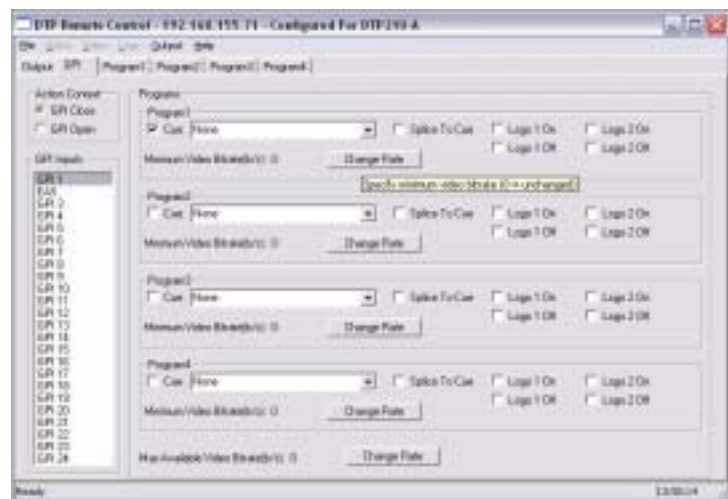 DTP Remote Control - 192.168.155.71 - Configured For DTP210-A
File Output Help
Output GPI Program1 Program2 Program3 Program4
Action Context
GPI Close
GPI Open
GPI Inputs
GPI 1
EAS
GPI 3
GPI 4
GPI 5
GPI 6
GPI 7
GPI 8
GPI 9
GPI 10
GPI 11
GPI 12
GPI 13
GPI 14
GPI 15
GPI 16
GPI 17
GPI 18
GPI 19
GPI 20
GPI 21
GPI 22
GPI 23
GPI 24
Programs
Program1
Cue: None Splice To Cue Logo 1 On Logo 2 On
Logo 1 Off Logo 2 Off
Minimum Video Bitrate(b/s): 0 Change Rate
Specify minimum video bitrate (0 = unchanged)
Program2
Cue: None Splice To Cue Logo 1 On Logo 2 On
Logo 1 Off Logo 2 Off
Minimum Video Bitrate(b/s): 0 Change Rate
Program3
Cue: None Splice To Cue Logo 1 On Logo 2 On
Logo 1 Off Logo 2 Off
Minimum Video Bitrate(b/s): 0 Change Rate
Program4
Cue: None Splice To Cue Logo 1 On Logo 2 On
Logo 1 Off Logo 2 Off
Minimum Video Bitrate(b/s): 0 Change Rate
Max Available Video Bitrate(b/s): 0 Change Rate
Ready